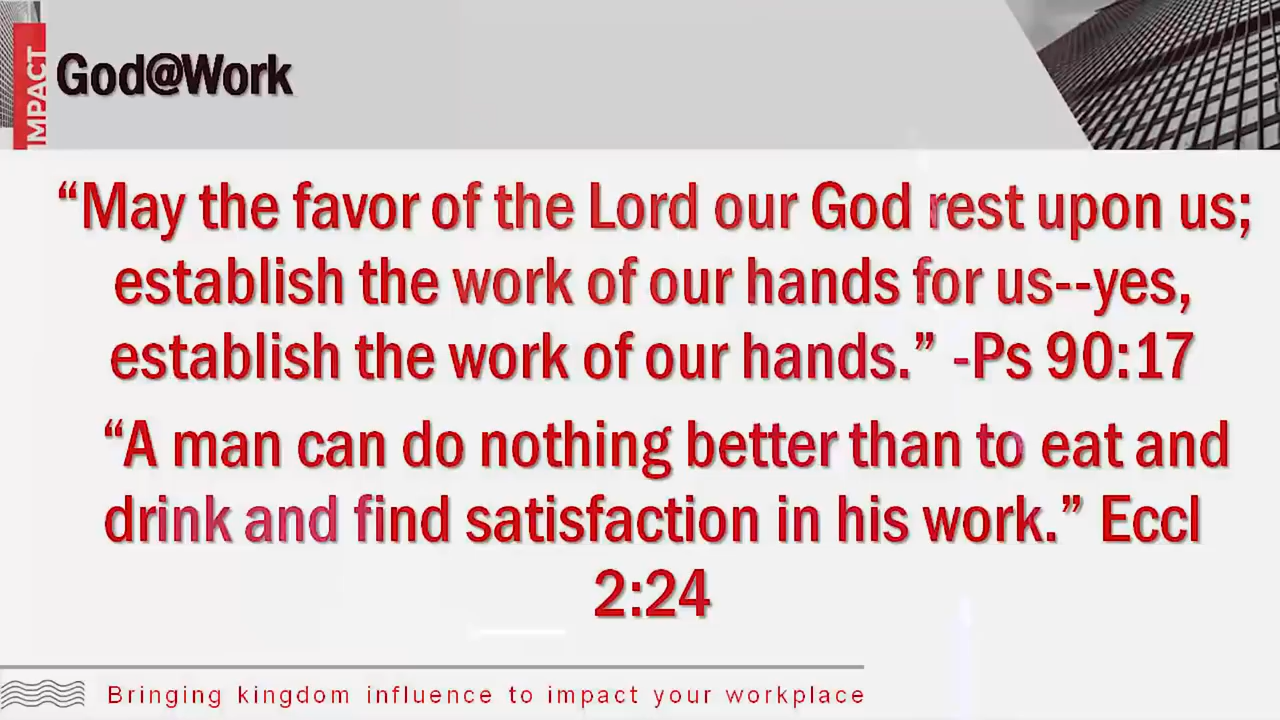 IMPACT
God@Work
“May the favor of the Lord our God rest upon us;
establish the work of our hands for us--yes,
establish the work of our hands.” -Ps 90:17
“A man can do nothing better than to eat and
drink and find satisfaction in his work.” Eccl
2:24
Bringing kingdom influence to impact your workplace